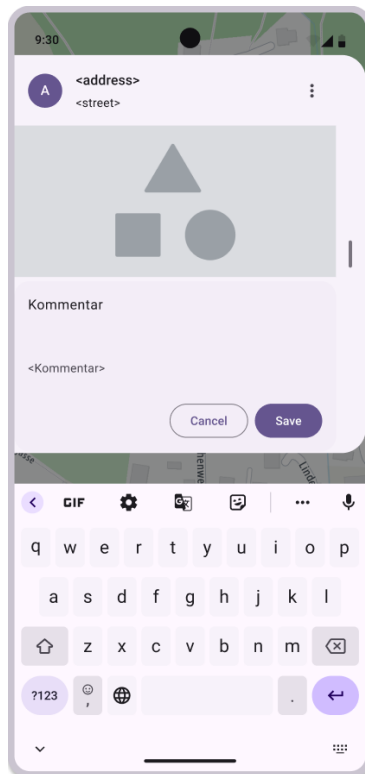 9:30
A
<address>
<street>
Kommentar
<Kommentar>
Cancel
Save
GIF
q w e r t y u i o p
a s d f g h j k l
z x c v b n m
?123
,
.